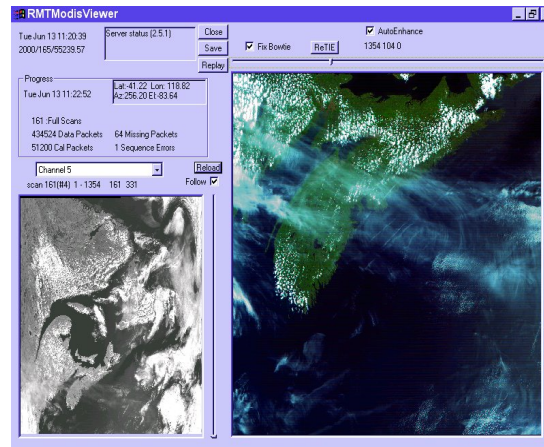 RMTModisViewer
Tue Jun 13 11:20:39
2000/165/55239.57
Server status (2.5.1)
Close
Save
Replay
Progress
Tue Jun 13 11:22:52
Lat:-41.22 Lon: 118.82
Az:256.20 El:-83.64
161 :Full Scans
434524 Data Packets 64 Missing Packets
51200 Cal Packets 1 Sequence Errors
Channel 5
Reload
scan 161(#4) 1 - 1354 161 331
Follow
AutoEnhance
Fix Bowtie
ReTIE
1354 104 0